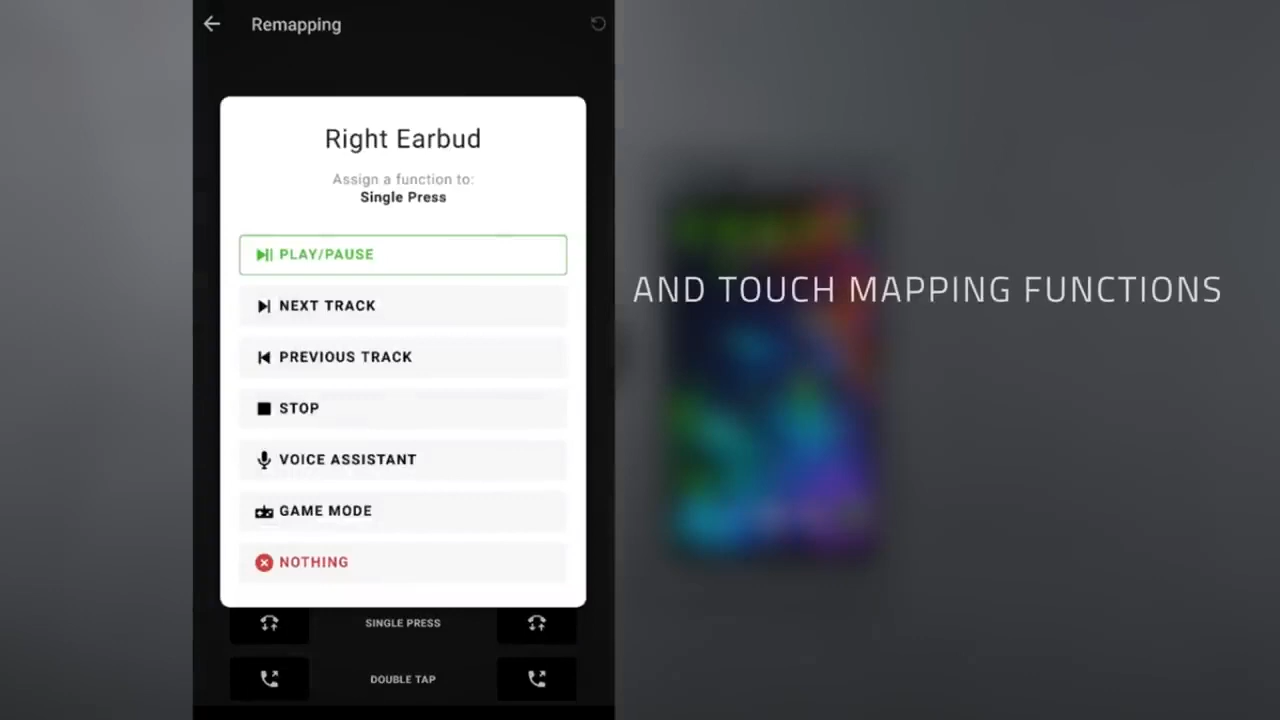 Remapping
Right Earbud
Assign a function to:
Single Press
PLAY/PAUSE
NEXT TRACK
PREVIOUS TRACK
STOP
VOICE ASSISTANT
GAME MODE
NOTHING
SINGLE PRESS
DOUBLE TAP
AND TOUCH MAPPING FUNCTIONS